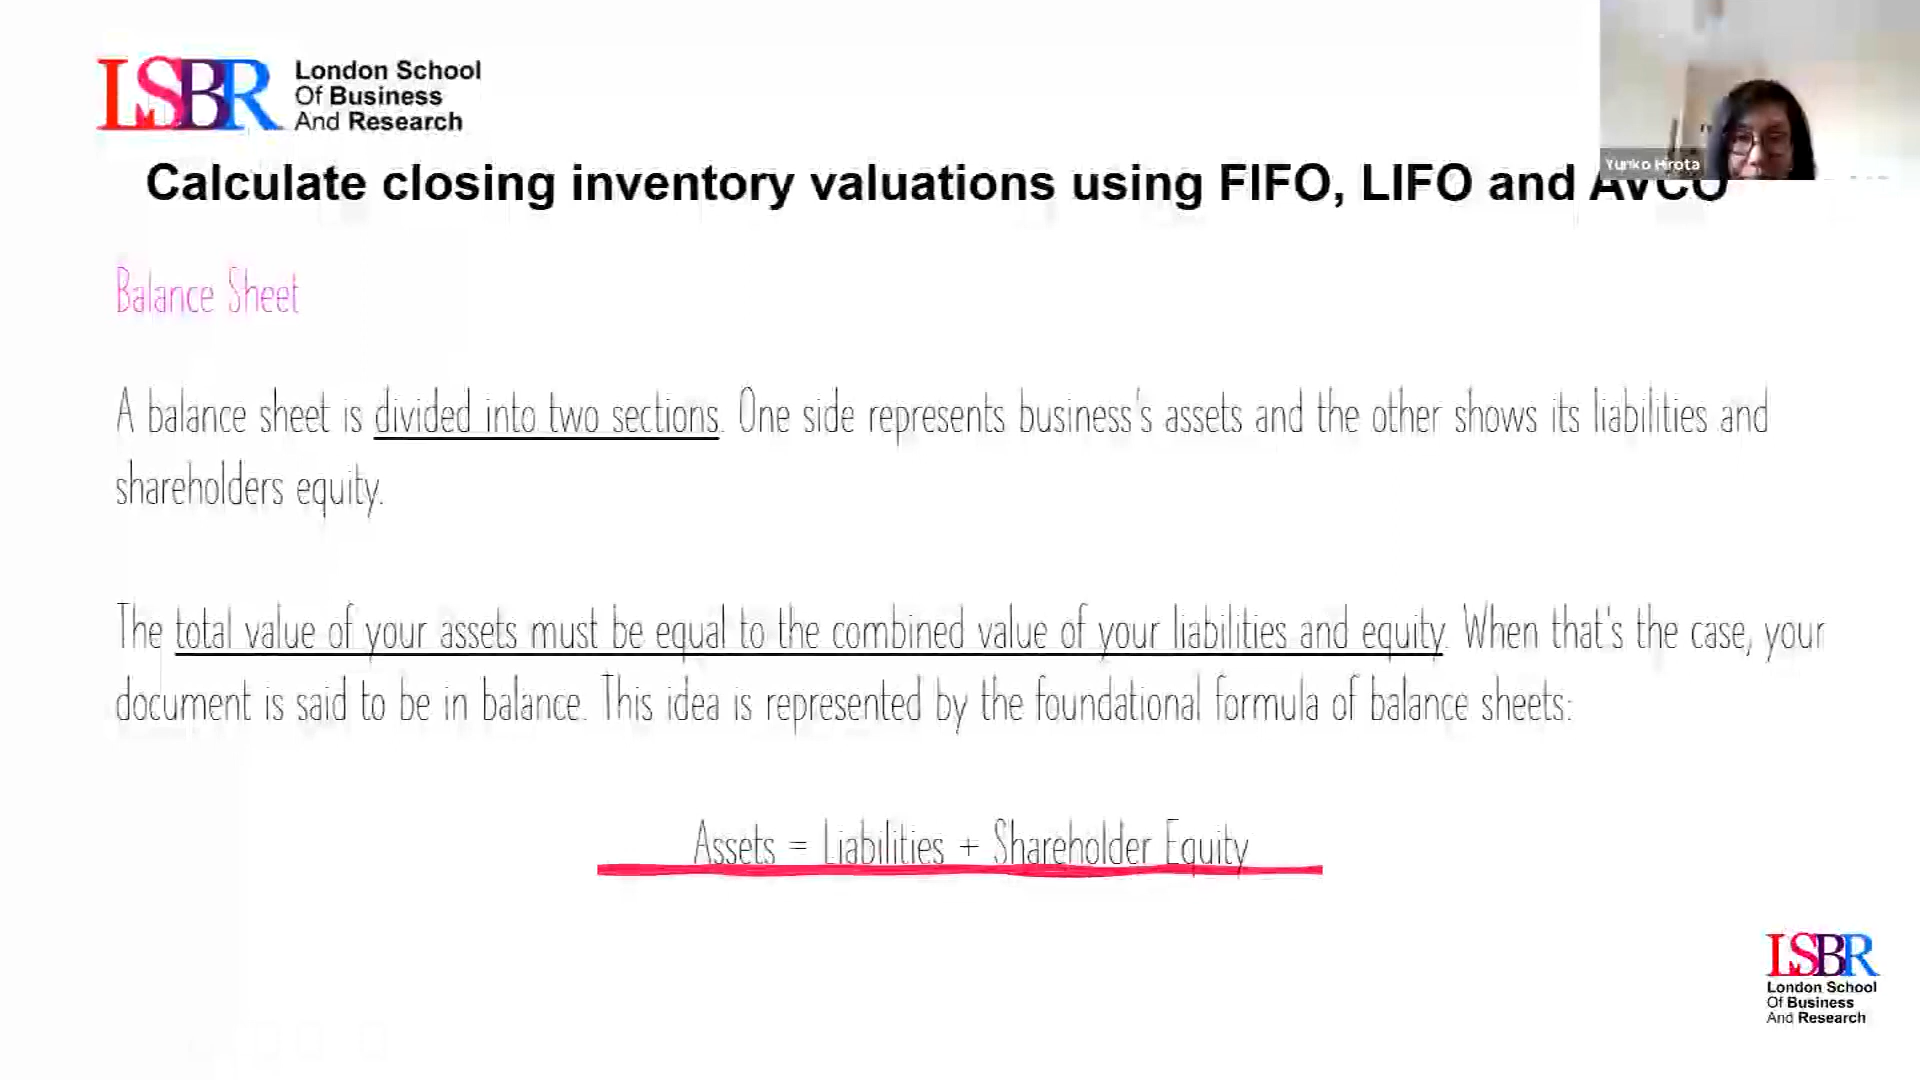 LSBR London School
Of Business
And Research
Yuriko Hirota
Calculate closing inventory valuations using FIFO, LIFO and AVCO
Balance Sheet
A balance sheet is divided into two sections. One side represents business's assets and the other shows its liabilities and
shareholders equity.
The total value of your assets must be equal to the combined value of your liabilities and equity. When that's the case, your
document is said to be in balance. This idea is represented by the foundational formula of balance sheets:
Assets = Liabilities + Shareholder Equity
LSBR
London School
Of Business
And Research